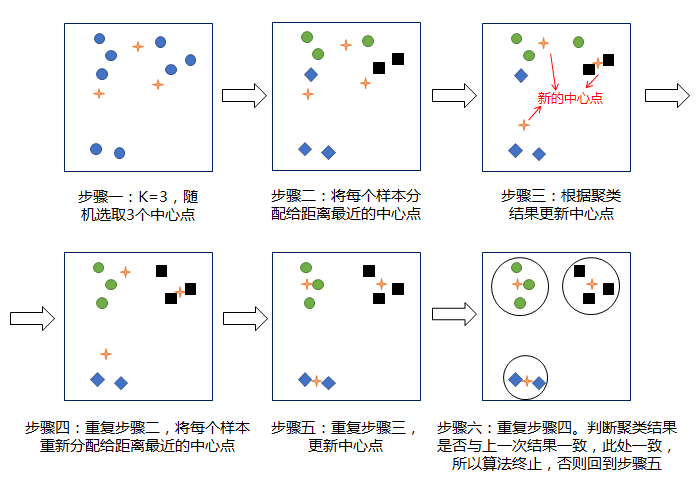 步骤一：K=3，随
机选取3个中心点
步骤二：将每个样本分
配给距离最近的中心点
新的中心点
步骤三：根据聚类
结果更新中心点
步骤四：重复步骤二，将每个样本
重新分配给距离最近的中心点
步骤五：重复步骤三，
更新中心点
步骤六：重复步骤四。判断聚类结果
是否与上一次结果一致，此处一致，
所以算法终止，否则回到步骤五